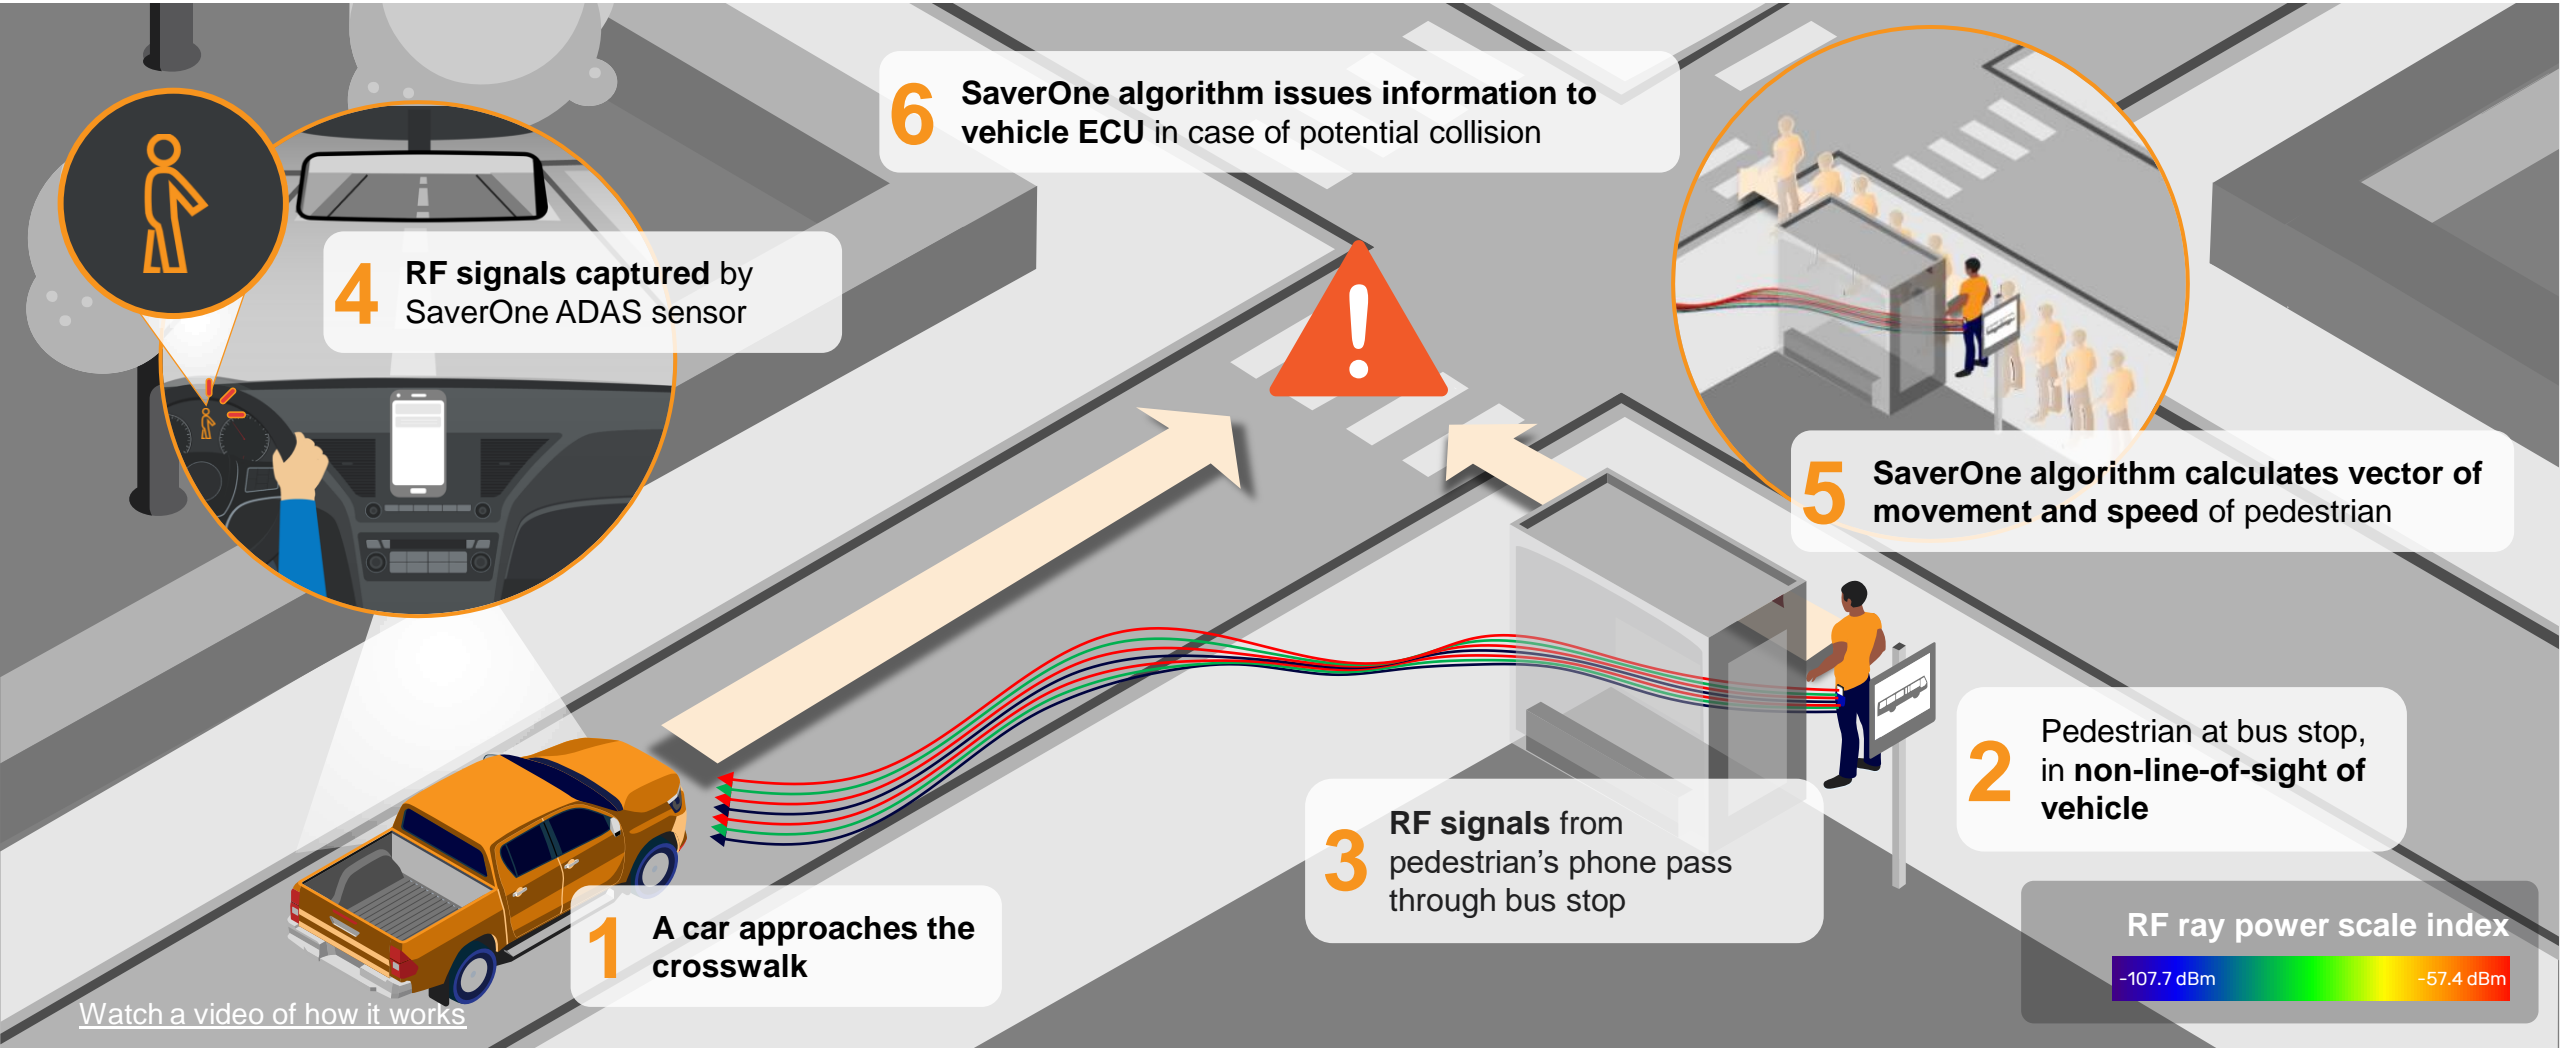 1
A car approaches the
crosswalk
2
Pedestrian at bus stop,
in non-line-of-sight of
vehicle
3
RF signals from
pedestrian’s phone pass
through bus stop
4
RF signals captured by
SaverOne ADAS sensor
5
SaverOne algorithm calculates vector of
movement and speed of pedestrian
6
SaverOne algorithm issues information to
vehicle ECU in case of potential collision
!
RF ray power scale index
-107.7 dBm
-57.4 dBm
Watch a video of how it works